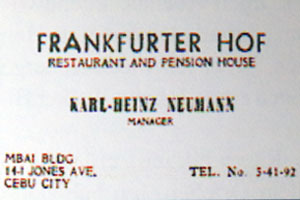 FRANKFURTER HOF
RESTAURANT AND PENSION HOUSE
KARL-HEINZ NEUMANN
MANAGER
MBAI BLDG
JONES AVE.
CEBU CITY
TEL. No. 5-41-92